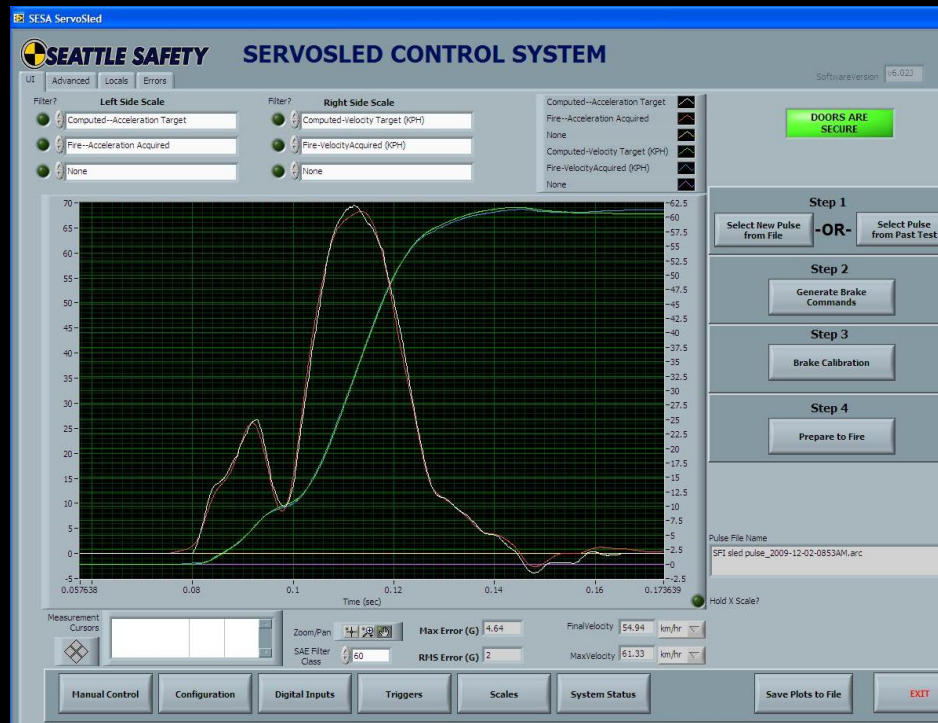 SESA ServoSled
SEATTLE SAFETY
SERVOSLED CONTROL SYSTEM
UI Advanced Locals Errors
SoftwareVersion v6.02J
Filter? Left Side Scale
Computed--Acceleration Target
Fire--Acceleration Acquired
None
Filter? Right Side Scale
Computed-Velocity Target (KPH)
Fire-VelocityAcquired (KPH)
None
Computed--Acceleration Target
Fire--Acceleration Acquired
None
Computed-Velocity Target (KPH)
Fire-VelocityAcquired (KPH)
None
DOORS ARE
SECURE
70
65
60
55
50
45
40
35
30
25
20
15
10
5
0
-5
62.5
60
57.5
55
52.5
50
47.5
45
42.5
40
37.5
35
32.5
30
27.5
25
22.5
20
17.5
15
12.5
10
7.5
5
2.5
0
-2.5
0.057638 0.08 0.1 0.12 0.14 0.16 0.173639
Time (sec)
Step 1
Select New Pulse
from File
-OR-
Select Pulse
from Past Test
Step 2
Generate Brake
Commands
Step 3
Brake Calibration
Step 4
Prepare to Fire
Pulse File Name
SFI sled pulse_2009-12-02-0853AM.arc
Hold X Scale?
Measurement
Cursors
Zoom/Pan
SAE Filter
Class
60
Max Error (G) 4.64
RMS Error (G) 2
FinalVelocity 54.94 km/hr
MaxVelocity 61.33 km/hr
Manual Control
Configuration
Digital Inputs
Triggers
Scales
System Status
Save Plots to File
EXIT